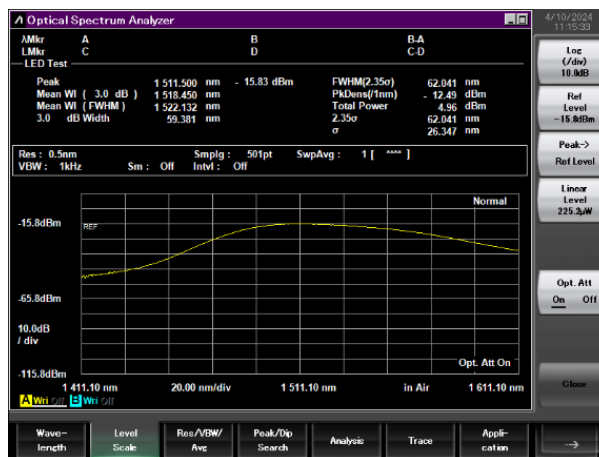 Optical Spectrum Analyzer
4/10/2024
11:15:33
λMkr A B B-A
LMkr C D C-D
LED Test
Peak 1 511.500 nm - 15.83 dBm FWHM(2.35σ) 62.041 nm
Mean Wl ( 3.0 dB ) 1 518.450 nm PkDens(/1nm) - 12.49 dBm
Mean Wl ( FWHM ) 1 522.132 nm Total Power 4.96 dBm
3.0 dB Width 59.381 nm 2.35σ 62.041 nm
σ 26.347 nm
Res : 0.5nm Smplg : 501pt SwpAvg : 1 [ **** ]
VBW : 1kHz Sm : Off Intvl : Off
Normal
-15.8dBm
REF
-65.8dBm
10.0dB
/ div
Opt. Att On
-115.8dBm
1 411.10 nm 20.00 nm/div 1 511.10 nm in Air 1 611.10 nm
A Wri Off B Wri Off
Log
(/div)
10.0dB
Ref
Level
-15.8dBm
Peak->
Ref Level
Linear
Level
225.2µW
Opt. Att
On Off
Close
Wave-
length
Level
Scale
Res/VBW/
Avg
Peak/Dip
Search
Analysis
Trace
Appli-
cation